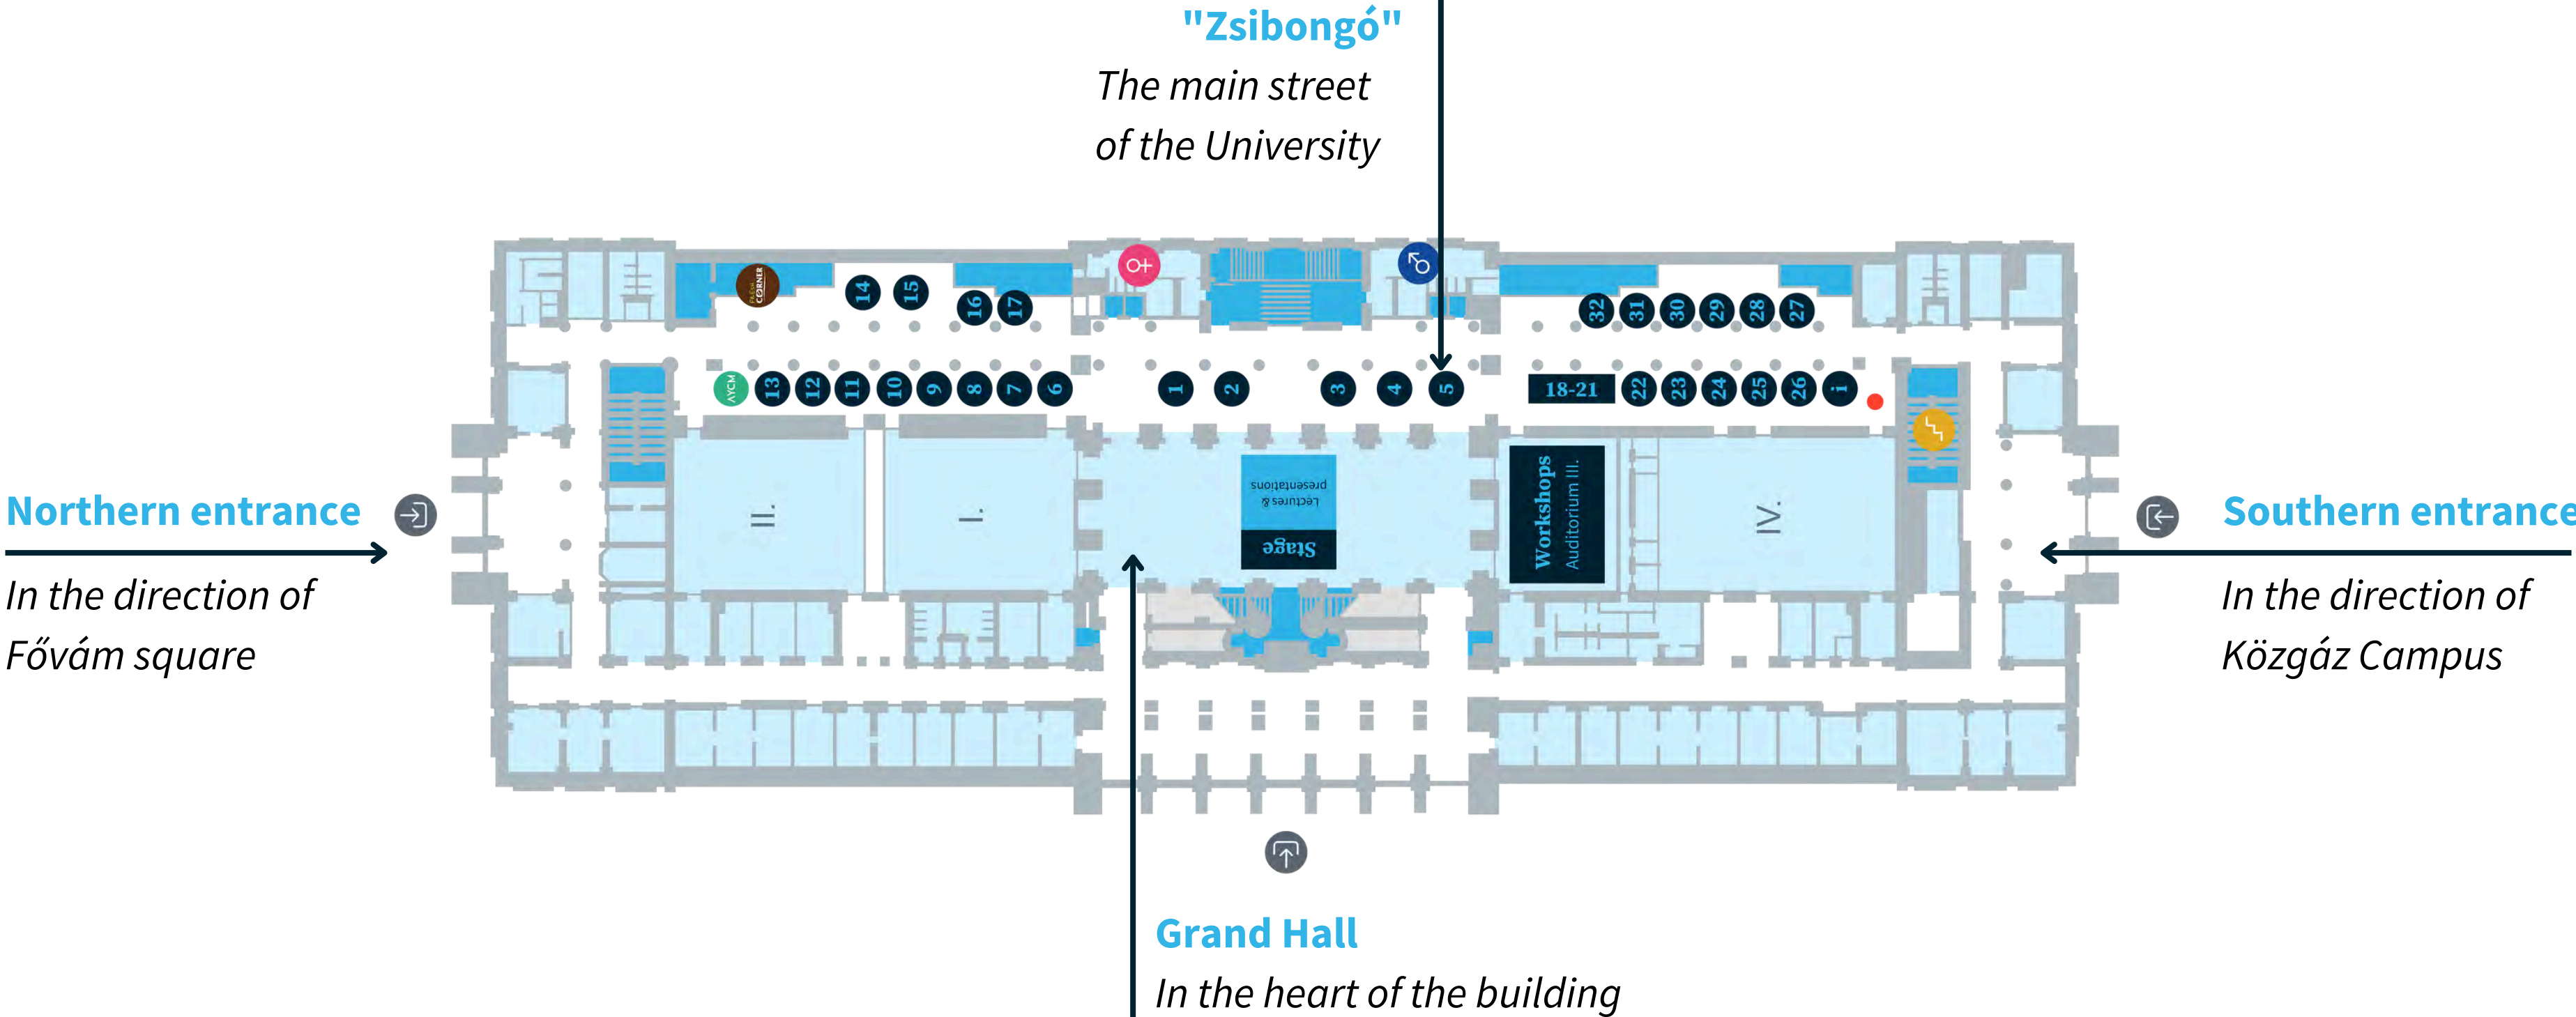 "Zsibongó"
The main street
of the University
FRESH
CORNER
14
15
16
17
32
31
30
29
28
27
AYCM
13
12
11
10
9
8
7
6
1
2
3
4
5
18-21
22
23
24
25
26
i
II.
I.
Lectures &
presentations
Stage
Workshops
Auditorium III.
IV.
Northern entrance
In the direction of
Fővám square
Southern entrance
In the direction of
Közgáz Campus
Grand Hall
In the heart of the building